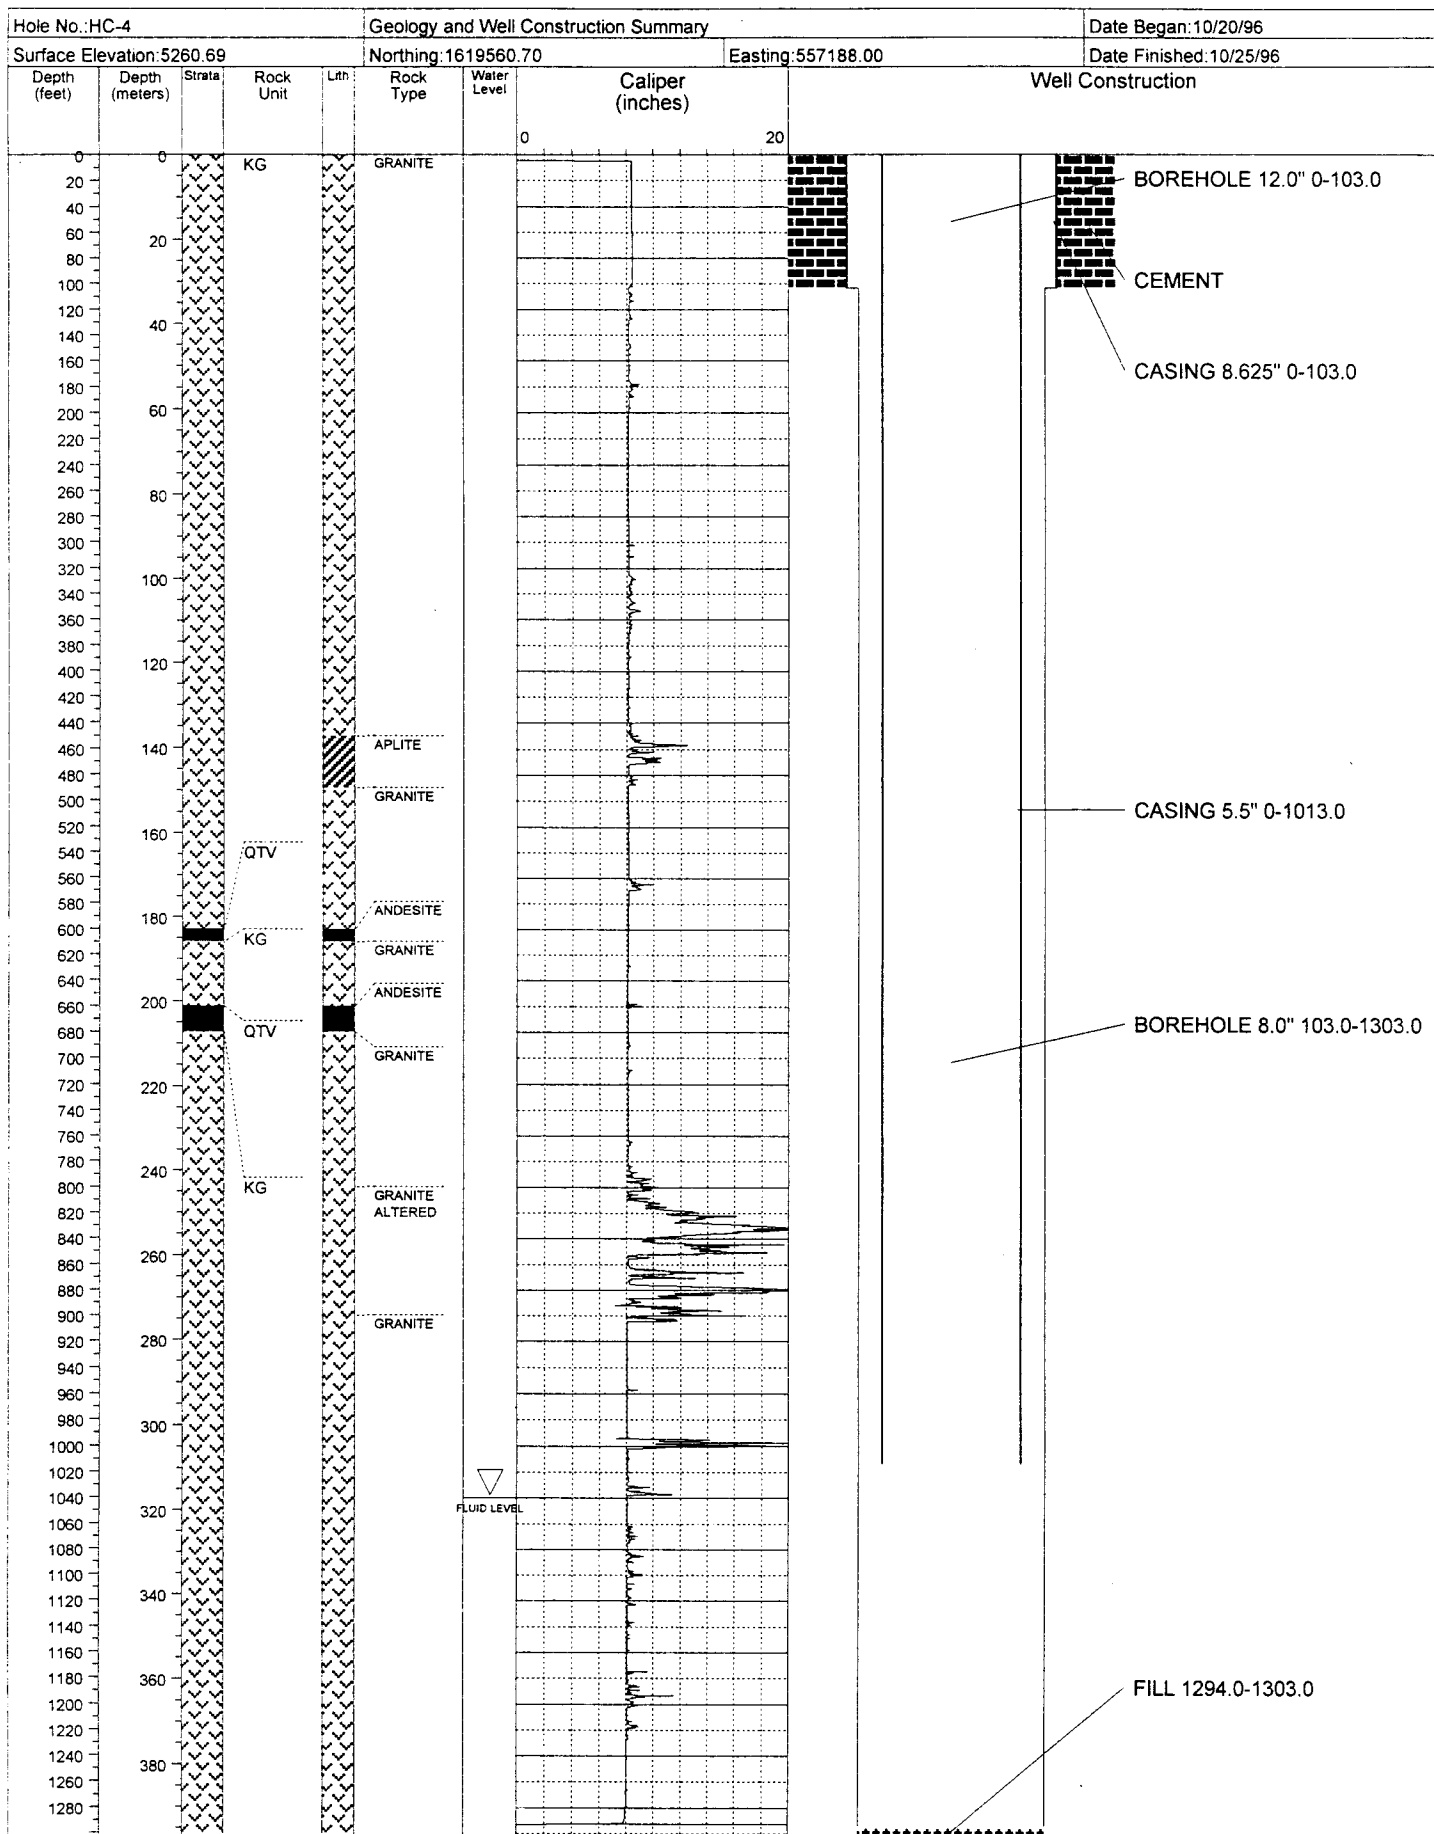 Hole No.:HC-4 Geology and Well Construction Summary Date Began:10/20/96
Surface Elevation:5260.69 Northing:1619560.70 Easting:557188.00 Date Finished:10/25/96
Depth (feet) Depth (meters) Strata Rock Unit Lith Rock Type Water Level Caliper (inches) Well Construction
0 20
0 0 KG GRANITE
20 BOREHOLE 12.0" 0-103.0
40
60 20
80
100 CEMENT
120 40
140
160 CASING 8.625" 0-103.0
180
200 60
220
240
260 80
280
300
320 100
340
360
380
400 120
420
440
460 140 APLITE
480
500 GRANITE
520 CASING 5.5" 0-1013.0
540 160 QTV
560
580 ANDESITE
600 180
620 KG GRANITE
640
660 200 ANDESITE
680 QTV BOREHOLE 8.0" 103.0-1303.0
700 GRANITE
720 220
740
760
780 240
800 KG GRANITE
820 ALTERED
840
860 260
880
900 GRANITE
920 280
940
960
980 300
1000
1020
1040 FLUID LEVEL
1060 320
1080
1100
1120 340
1140
1160
1180 360 FILL 1294.0-1303.0
1200
1220
1240 380
1260
1280